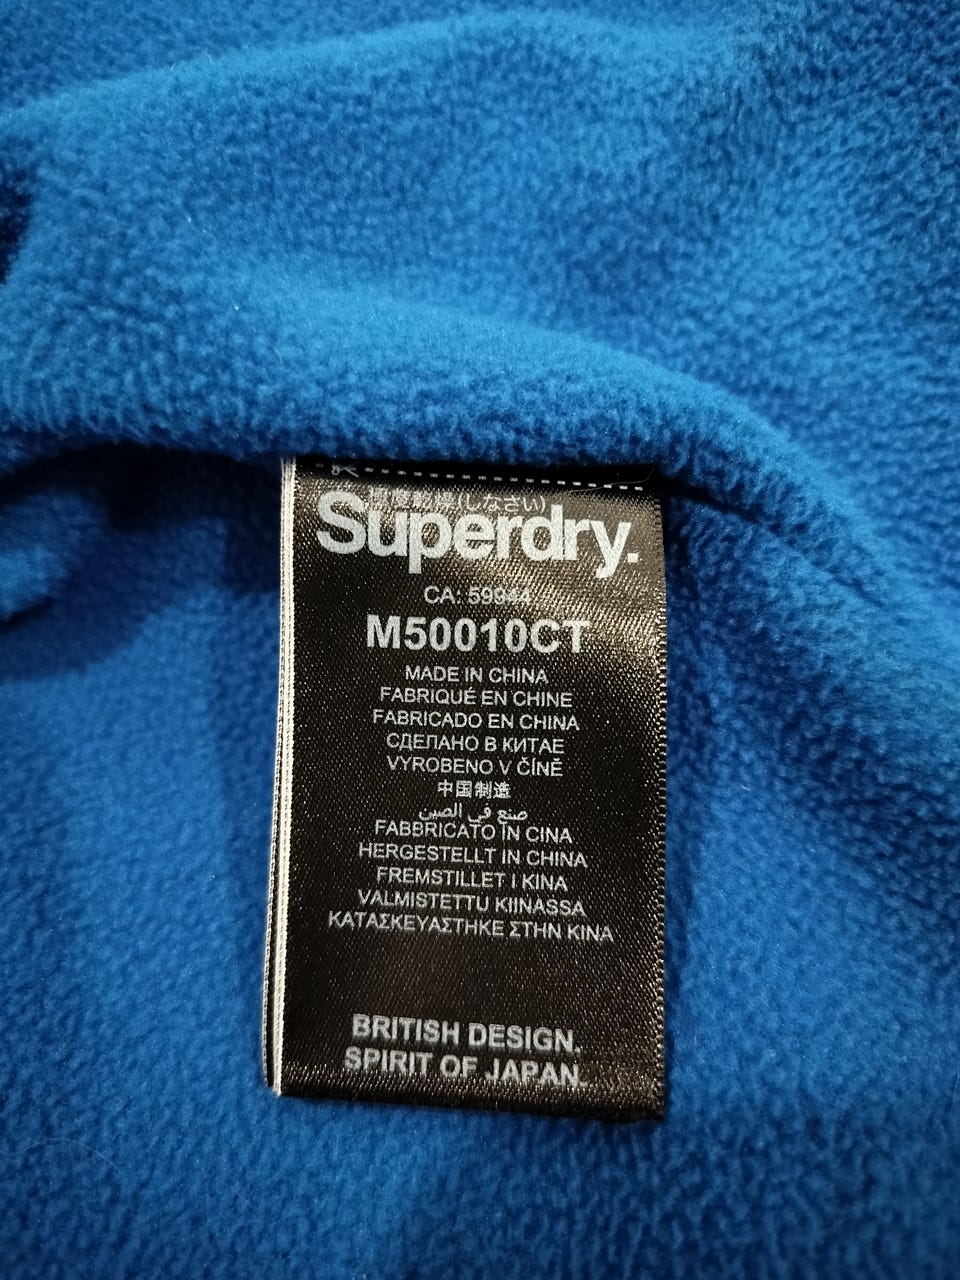 極度乾燥(しなさい)
Superdry.
CA: 59944
M50010CT
MADE IN CHINA
FABRIQUÉ EN CHINE
FABRICADO EN CHINA
СДЕЛАНО В КИТАЕ
VYROBENO V ČÍNĚ
中国制造
صنع في الصين
FABBRICATO IN CINA
HERGESTELLT IN CHINA
FREMSTILLET I KINA
VALMISTETTU KIINASSA
ΚΑΤΑΣΚΕΥΑΣΤΗΚΕ ΣΤΗΝ ΚΙΝΑ
BRITISH DESIGN.
SPIRIT OF JAPAN.